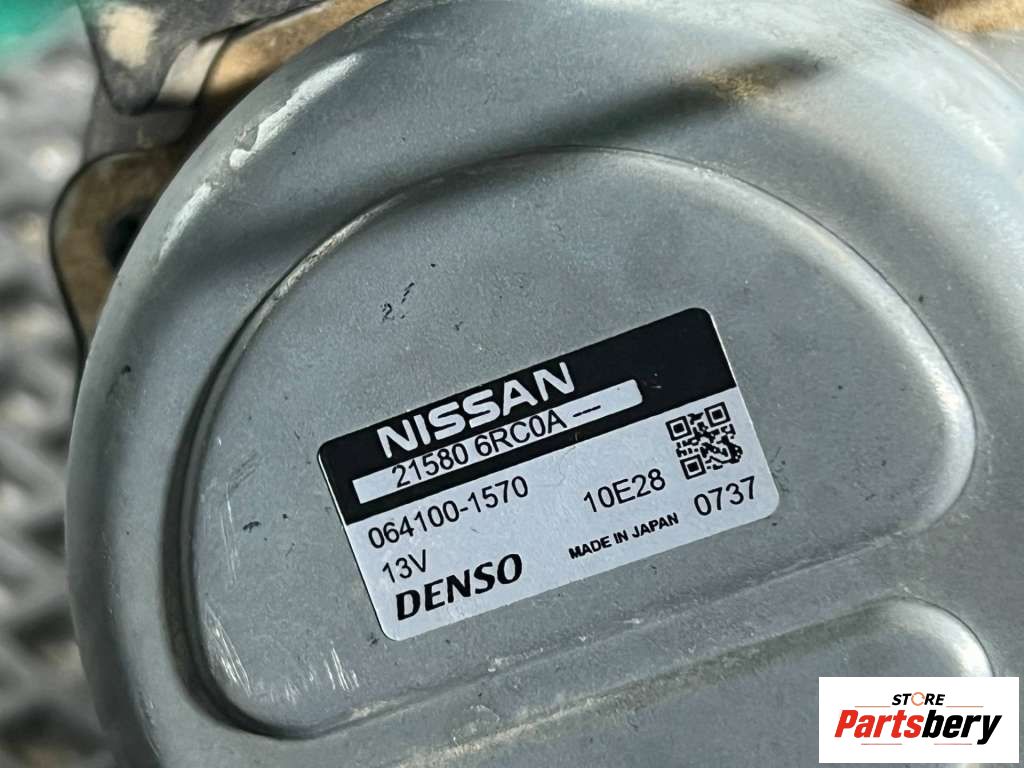 NISSAN
21580 6RC0A ---
064100-1570
10E28
13V
MADE IN JAPAN 0737
DENSO
STORE
Partsbery